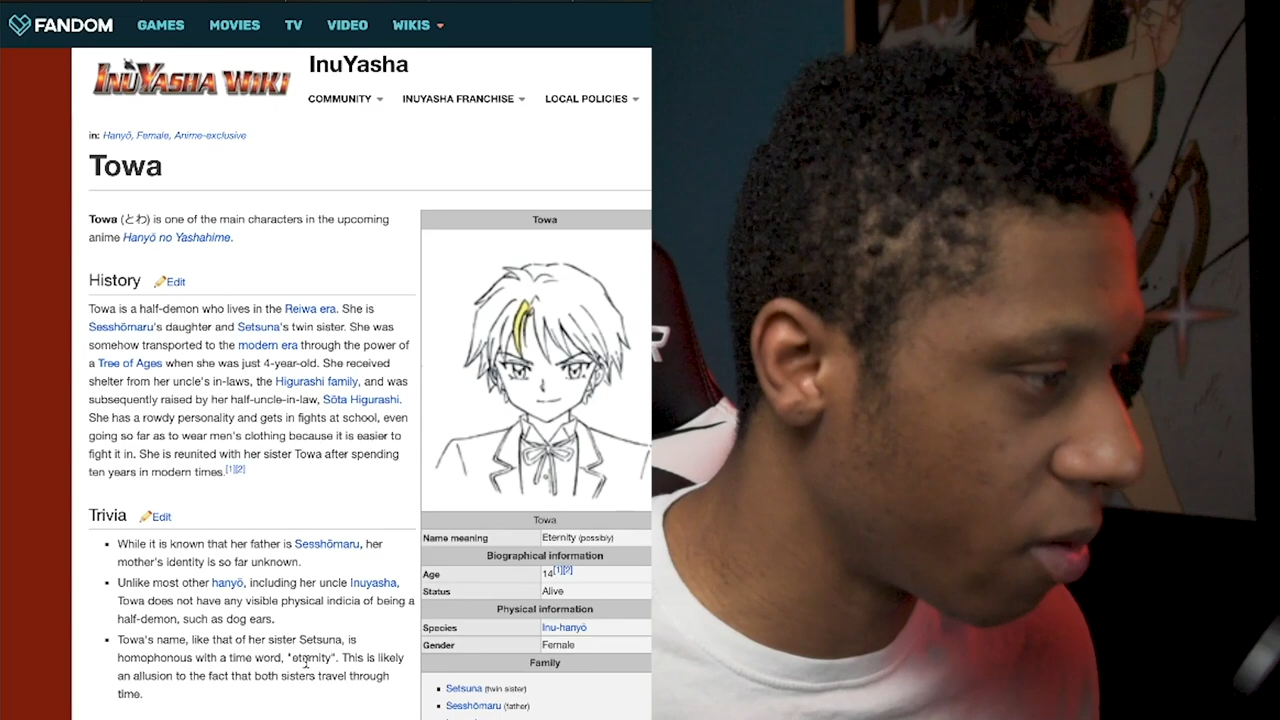 FANDOM GAMES MOVIES TV VIDEO WIKIS
INUYASHA WIKI
InuYasha
COMMUNITY INUYASHA FRANCHISE LOCAL POLICIES
in: Hanyō, Female, Anime-exclusive
Towa
Towa (とわ) is one of the main characters in the upcoming
anime Hanyō no Yashahime.
History Edit
Towa is a half-demon who lives in the Reiwa era. She is
Sesshōmaru's daughter and Setsuna's twin sister. She was
somehow transported to the modern era through the power of
a Tree of Ages when she was just 4-year-old. She received
shelter from her uncle's in-laws, the Higurashi family, and was
subsequently raised by her half-uncle-in-law, Sōta Higurashi.
She has a rowdy personality and gets in fights at school, even
going so far as to wear men's clothing because it is easier to
fight it in. She is reunited with her sister Towa after spending
ten years in modern times.[1][2]
Trivia Edit
While it is known that her father is Sesshōmaru, her
mother's identity is so far unknown.
Unlike most other hanyō, including her uncle Inuyasha,
Towa does not have any visible physical indicia of being a
half-demon, such as dog ears.
Towa's name, like that of her sister Setsuna, is
homophonous with a time word, "eternity". This is likely
an allusion to the fact that both sisters travel through
time.
Towa
Towa
Name meaning Eternity (possibly)
Biographical information
Age 14[1][2]
Status Alive
Physical information
Species Inu-hanyō
Gender Female
Family
Setsuna (twin sister)
Sesshōmaru (father)